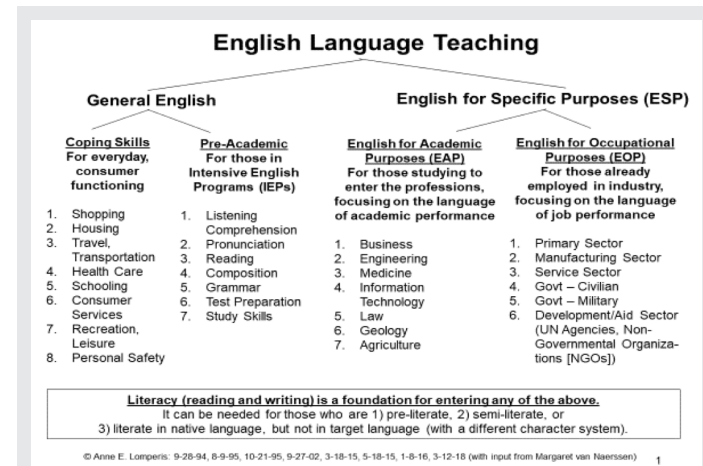 English Language Teaching
General English
English for Specific Purposes (ESP)
Coping Skills
For everyday,
consumer
functioning
1. Shopping
2. Housing
3. Travel,
Transportation
4. Health Care
5. Schooling
6. Consumer
Services
7. Recreation,
Leisure
8. Personal Safety
Pre-Academic
For those in
Intensive English
Programs (IEPs)
1. Listening
Comprehension
2. Pronunciation
3. Reading
4. Composition
5. Grammar
6. Test Preparation
7. Study Skills
English for Academic
Purposes (EAP)
For those studying to
enter the professions,
focusing on the language
of academic performance
1. Business
2. Engineering
3. Medicine
4. Information
Technology
5. Law
6. Geology
7. Agriculture
English for Occupational
Purposes (EOP)
For those already
employed in industry,
focusing on the language
of job performance
1. Primary Sector
2. Manufacturing Sector
3. Service Sector
4. Govt – Civilian
5. Govt – Military
6. Development/Aid Sector
(UN Agencies, Non-
Governmental Organiza-
tions [NGOs])
Literacy (reading and writing) is a foundation for entering any of the above.
It can be needed for those who are 1) pre-literate, 2) semi-literate, or
3) literate in native language, but not in target language (with a different character system).
© Anne E. Lomperis: 9-28-94, 8-9-95, 10-21-95, 9-27-02, 3-18-15, 5-18-15, 1-8-16, 3-12-18 (with input from Margaret van Naerssen)
1